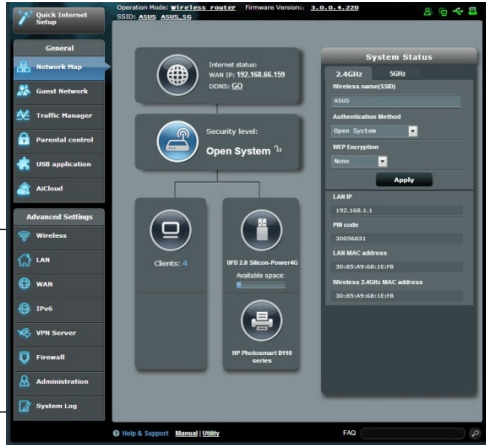 Quick Internet
Setup
Operation Mode: Wireless router Firmware Version: 3.0.0.4.220
SSID: ASUS ASUS_5G
General
Network Map
Guest Network
Traffic Manager
Parental control
USB application
AiCloud
Advanced Settings
Wireless
LAN
WAN
IPv6
VPN Server
Firewall
Administration
System Log
Internet status:
WAN IP: 192.168.66.159
DDNS: GO
Security level:
Open System
Clients: 4
UFD 2.0 Silicon-Power4G
Available space:
HP Photosmart B110
series
System Status
2.4GHz 5GHz
Wireless name(SSID)
ASUS
Authentication Method
Open System
WEP Encryption
None
Apply
LAN IP
192.168.1.1
PIN code
30056831
LAN MAC address
30:85:A9:68:1E:F8
Wireless 2.4GHz MAC address
30:85:A9:68:1E:F8
Help & Support Manual | Utility FAQ